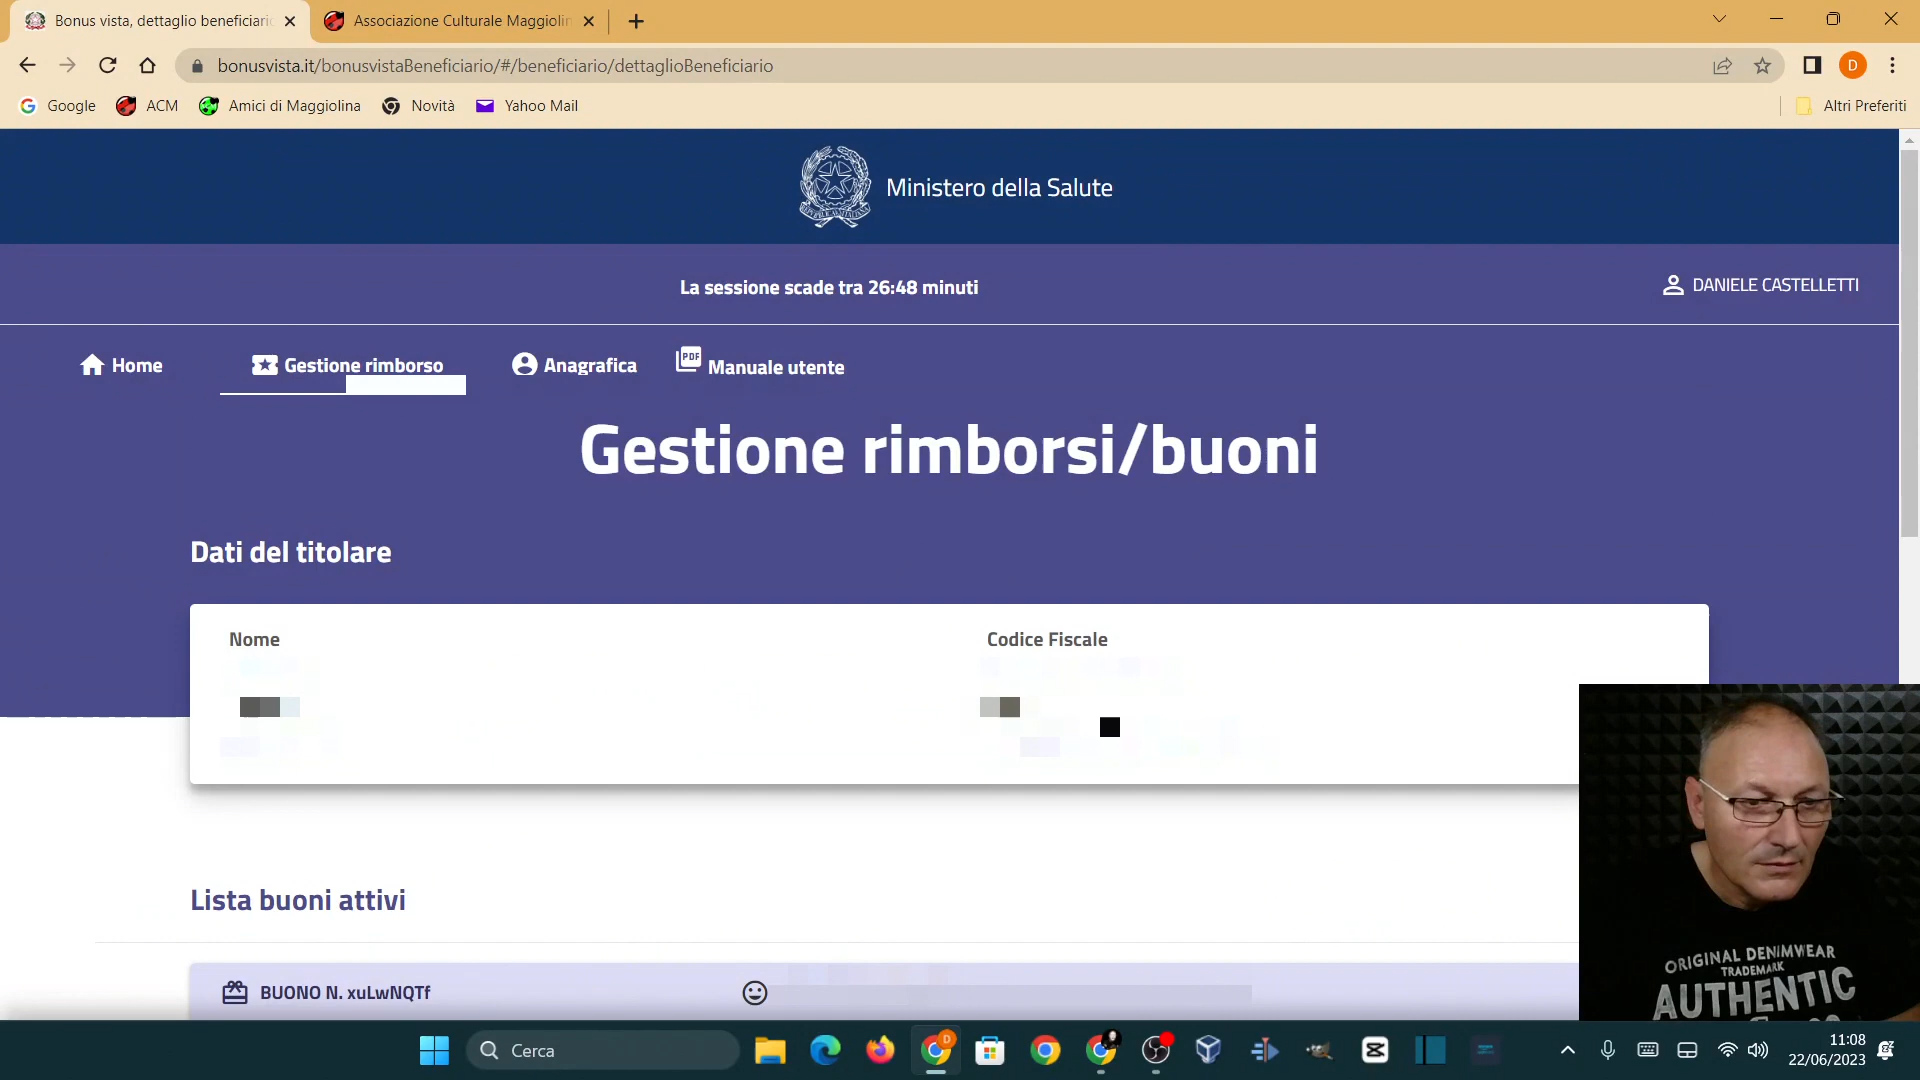 Bonus vista, dettaglio beneficiario
Associazione Culturale Maggiolin
bonusvista.it/bonusvistaBeneficiario/#/beneficiario/dettaglioBeneficiario
D
Google
ACM
Amici di Maggiolina
Novità
Yahoo Mail
Altri Preferiti
Ministero della Salute
La sessione scade tra 26:48 minuti
DANIELE CASTELLETTI
Home
Gestione rimborso
Anagrafica
PDF
Manuale utente
Gestione rimborsi/buoni
Dati del titolare
Nome
Codice Fiscale
Lista buoni attivi
BUONO N. xuLwNQTf
ORIGINAL DENIMWEAR
TRADEMARK
AUTHENTIC
Cerca
D
11:08
22/06/2023